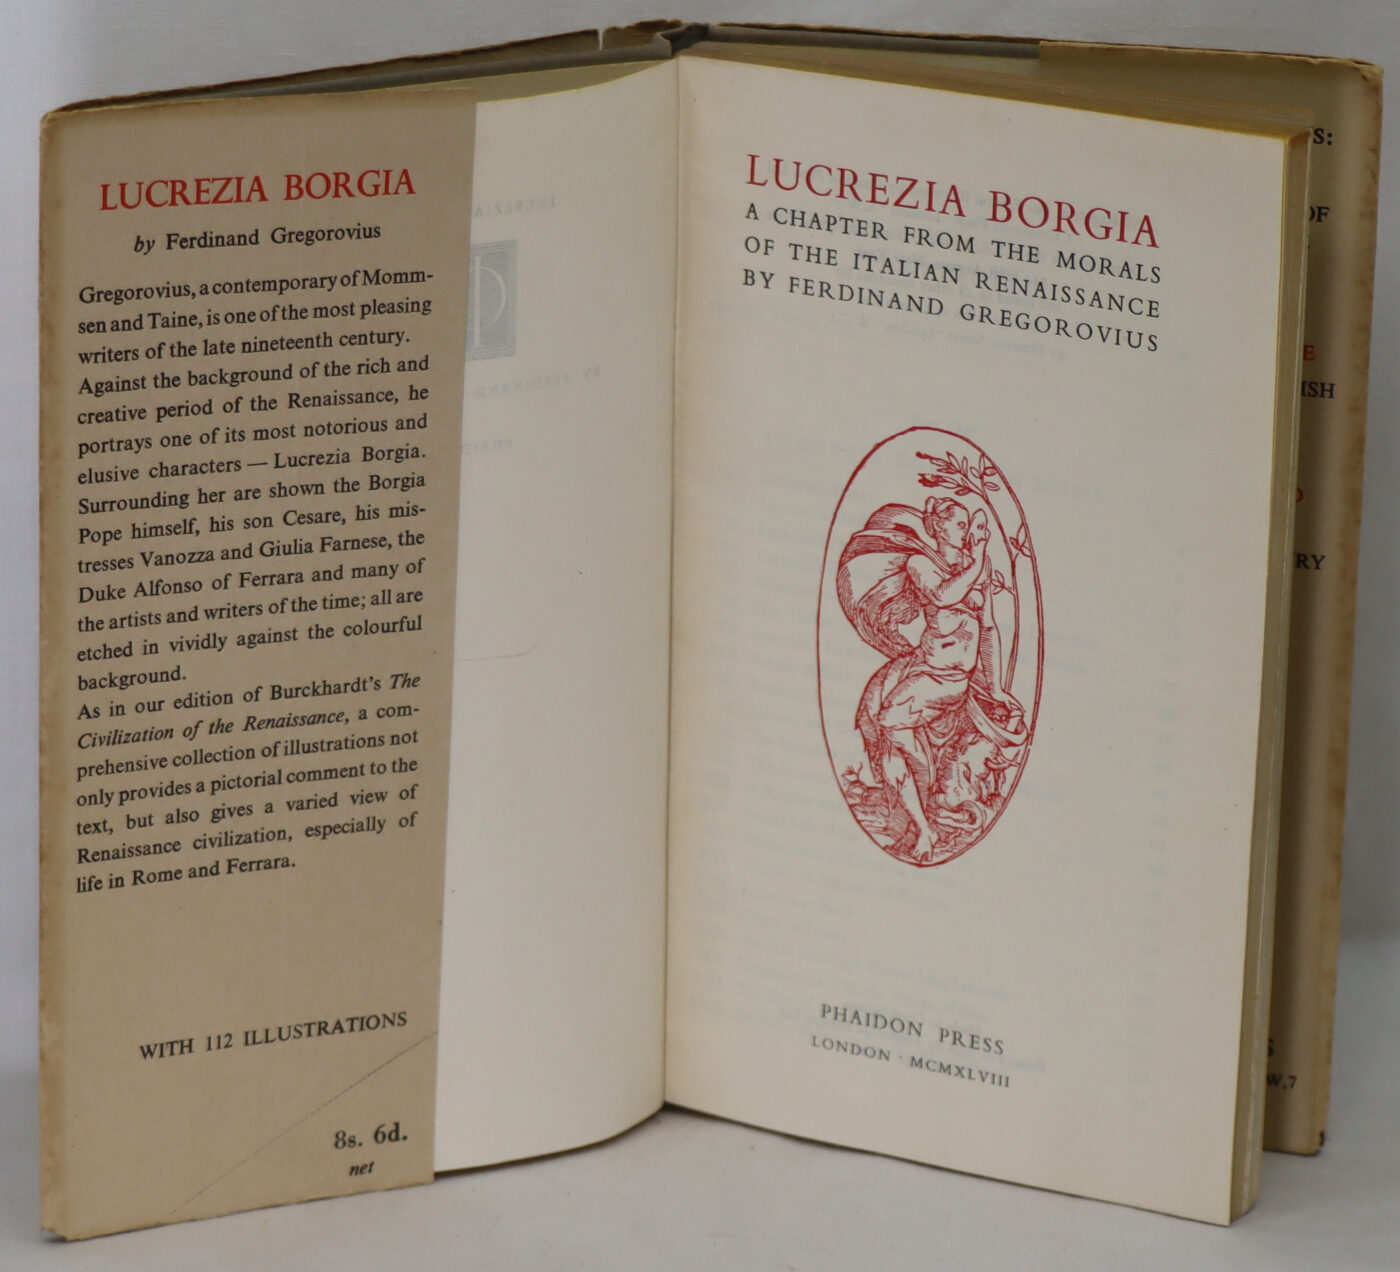 LUCREZIA BORGIA
by Ferdinand Gregorovius
Gregorovius, a contemporary of Momm-
sen and Taine, is one of the most pleasing
writers of the late nineteenth century.
Against the background of the rich and
creative period of the Renaissance, he
portrays one of its most notorious and
elusive characters — Lucrezia Borgia.
Surrounding her are shown the Borgia
Pope himself, his son Cesare, his mis-
tresses Vanozza and Giulia Farnese, the
Duke Alfonso of Ferrara and many of
the artists and writers of the time; all are
etched in vividly against the colourful
background.
As in our edition of Burckhardt's The
Civilization of the Renaissance, a com-
prehensive collection of illustrations not
only provides a pictorial comment to the
text, but also gives a varied view of
Renaissance civilization, especially of
life in Rome and Ferrara.
WITH 112 ILLUSTRATIONS
8s. 6d.
net
LUCREZIA BORGIA
A CHAPTER FROM THE MORALS
OF THE ITALIAN RENAISSANCE
BY FERDINAND GREGOROVIUS
PHAIDON PRESS
LONDON · MCMXLVIII
S:
OF
E
ISH
RY
S
W,7